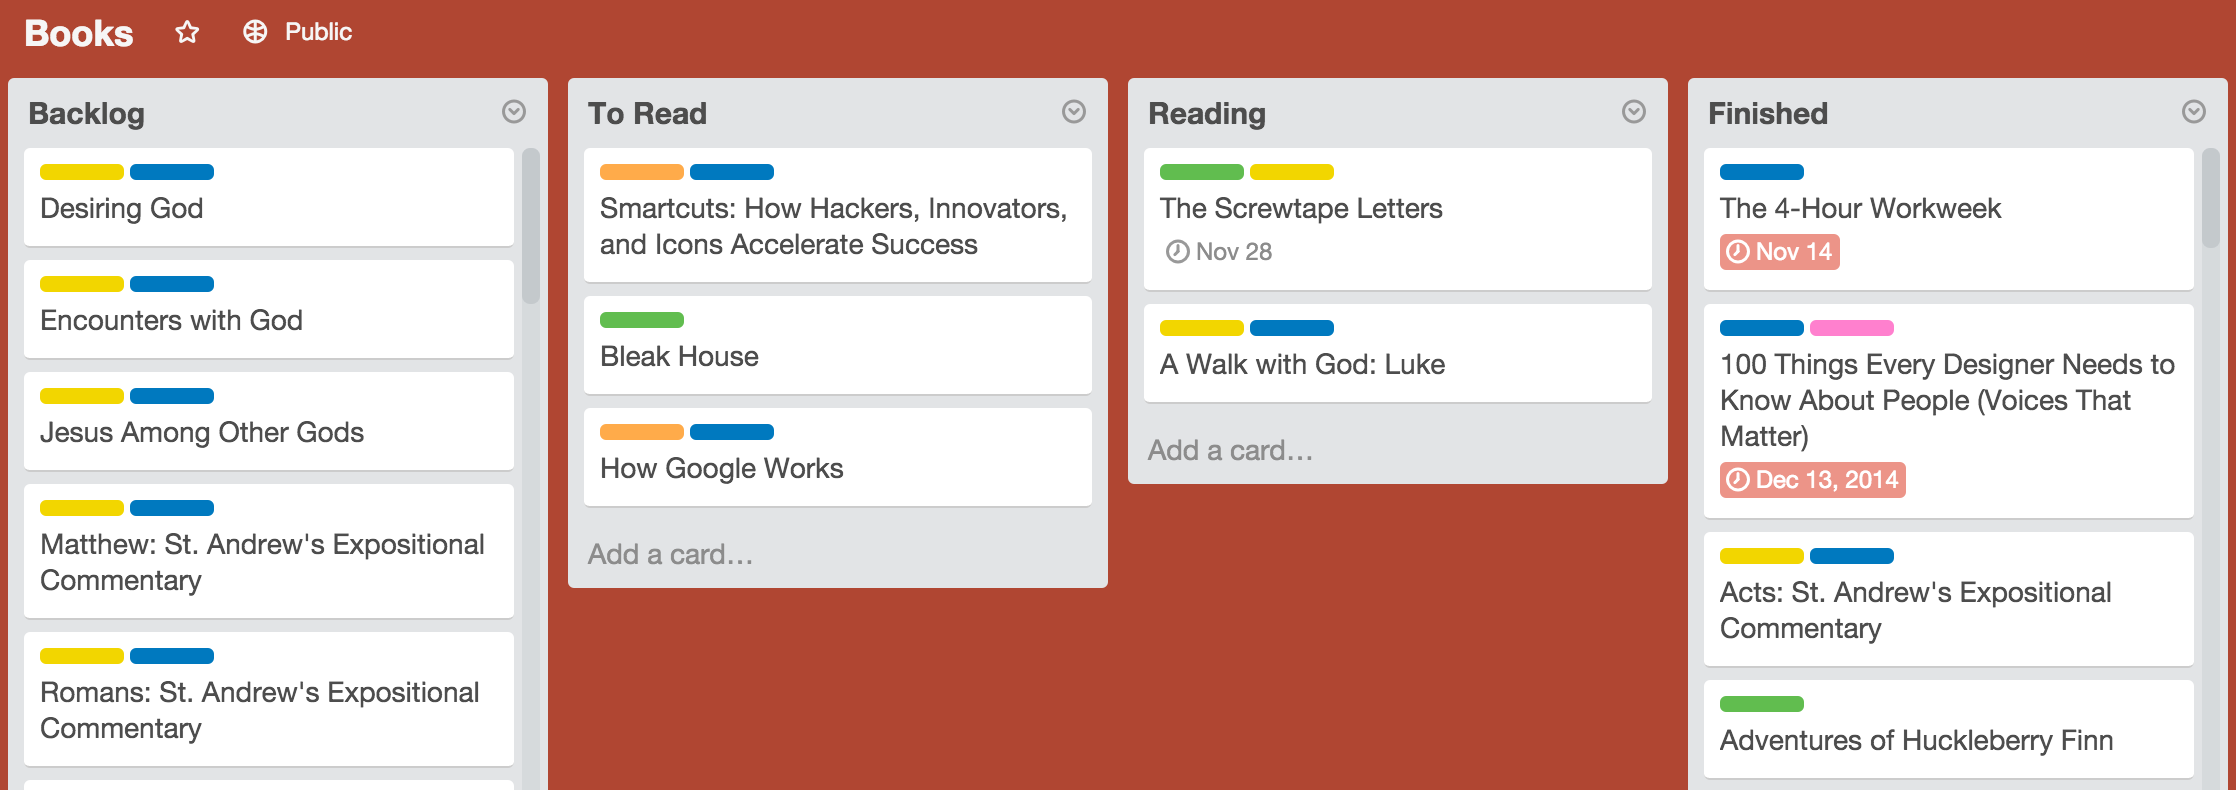 Books
Public
Backlog
Desiring God
Encounters with God
Jesus Among Other Gods
Matthew: St. Andrew's Expositional
Commentary
Romans: St. Andrew's Expositional
Commentary
To Read
Smartcuts: How Hackers, Innovators,
and Icons Accelerate Success
Bleak House
How Google Works
Add a card…
Reading
The Screwtape Letters
Nov 28
A Walk with God: Luke
Add a card…
Finished
The 4-Hour Workweek
Nov 14
100 Things Every Designer Needs to
Know About People (Voices That
Matter)
Dec 13, 2014
Acts: St. Andrew's Expositional
Commentary
Adventures of Huckleberry Finn